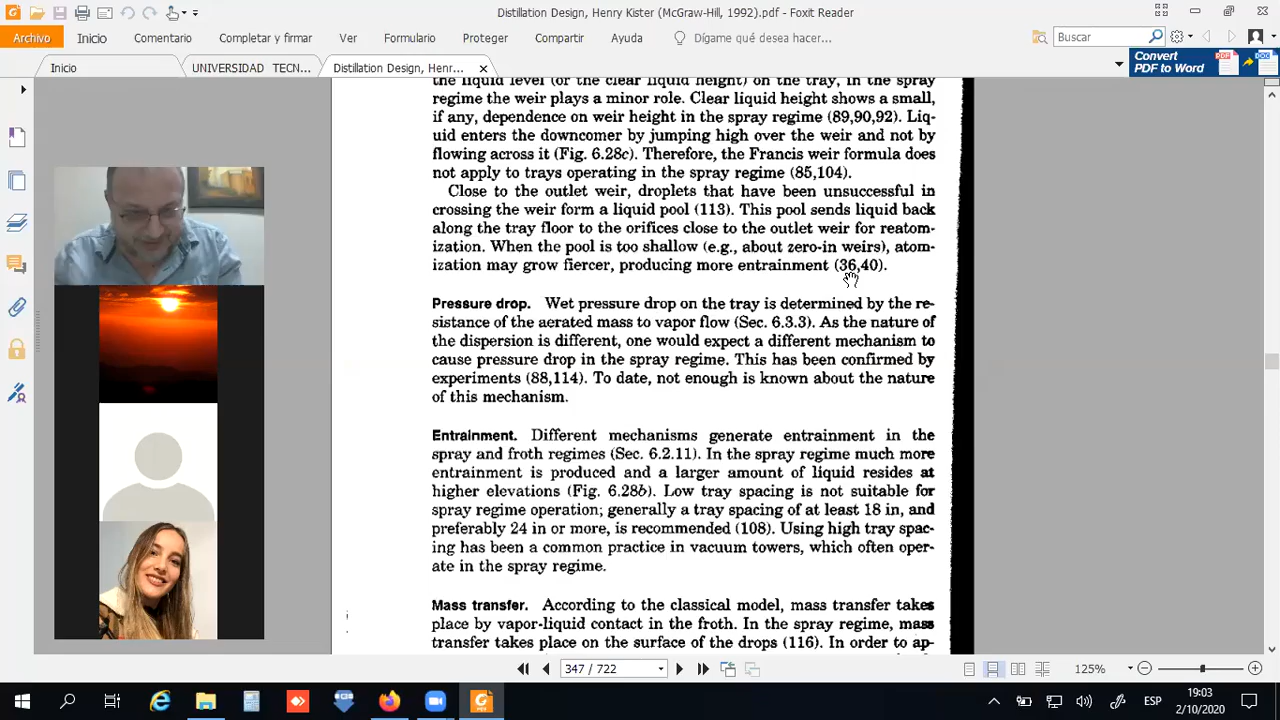 Distillation Design, Henry Kister (McGraw-Hill, 1992).pdf - Foxit Reader
Archivo Inicio Comentario Completar y firmar Ver Formulario Proteger Compartir Ayuda Dígame qué desea hacer... Buscar
Inicio UNIVERSIDAD TECN... Distillation Design, Henr...
Convert
PDF to Word
the liquid level (or the clear liquid height) on the tray, in the spray
regime the weir plays a minor role. Clear liquid height shows a small,
if any, dependence on weir height in the spray regime (89,90,92). Liq-
uid enters the downcomer by jumping high over the weir and not by
flowing across it (Fig. 6.28c). Therefore, the Francis weir formula does
not apply to trays operating in the spray regime (85,104).
Close to the outlet weir, droplets that have been unsuccessful in
crossing the weir form a liquid pool (113). This pool sends liquid back
along the tray floor to the orifices close to the outlet weir for reatom-
ization. When the pool is too shallow (e.g., about zero-in weirs), atom-
ization may grow fiercer, producing more entrainment (36,40).
Pressure drop. Wet pressure drop on the tray is determined by the re-
sistance of the aerated mass to vapor flow (Sec. 6.3.3). As the nature of
the dispersion is different, one would expect a different mechanism to
cause pressure drop in the spray regime. This has been confirmed by
experiments (88,114). To date, not enough is known about the nature
of this mechanism.
Entrainment. Different mechanisms generate entrainment in the
spray and froth regimes (Sec. 6.2.11). In the spray regime much more
entrainment is produced and a larger amount of liquid resides at
higher elevations (Fig. 6.28b). Low tray spacing is not suitable for
spray regime operation; generally a tray spacing of at least 18 in, and
preferably 24 in or more, is recommended (108). Using high tray spac-
ing has been a common practice in vacuum towers, which often oper-
ate in the spray regime.
Mass transfer. According to the classical model, mass transfer takes
place by vapor-liquid contact in the froth. In the spray regime, mass
transfer takes place on the surface of the drops (116). In order to ap-
347 / 722 125%
ESP 19:03
2/10/2020